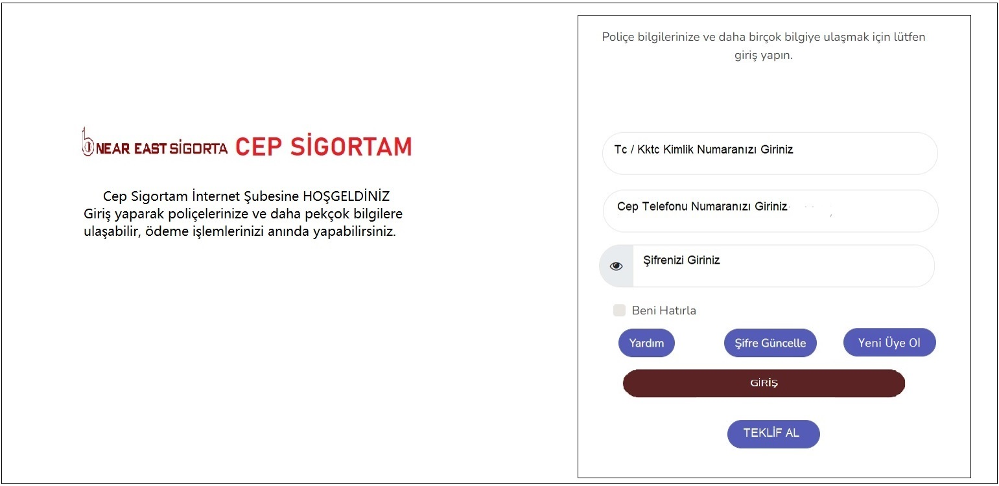 NEAR EAST SİGORTA CEP SİGORTAM
Cep Sigortam İnternet Şubesine HOŞGELDİNİZ
Giriş yaparak poliçelerinize ve daha pekçok bilgilere
ulaşabilir, ödeme işlemlerinizi anında yapabilirsiniz.
Poliçe bilgilerinize ve daha birçok bilgiye ulaşmak için lütfen
giriş yapın.
Tc / Kktc Kimlik Numaranızı Giriniz
Cep Telefonu Numaranızı Giriniz
Şifrenizi Giriniz
Beni Hatırla
Yardım
Şifre Güncelle
Yeni Üye Ol
GİRİŞ
TEKLİF AL